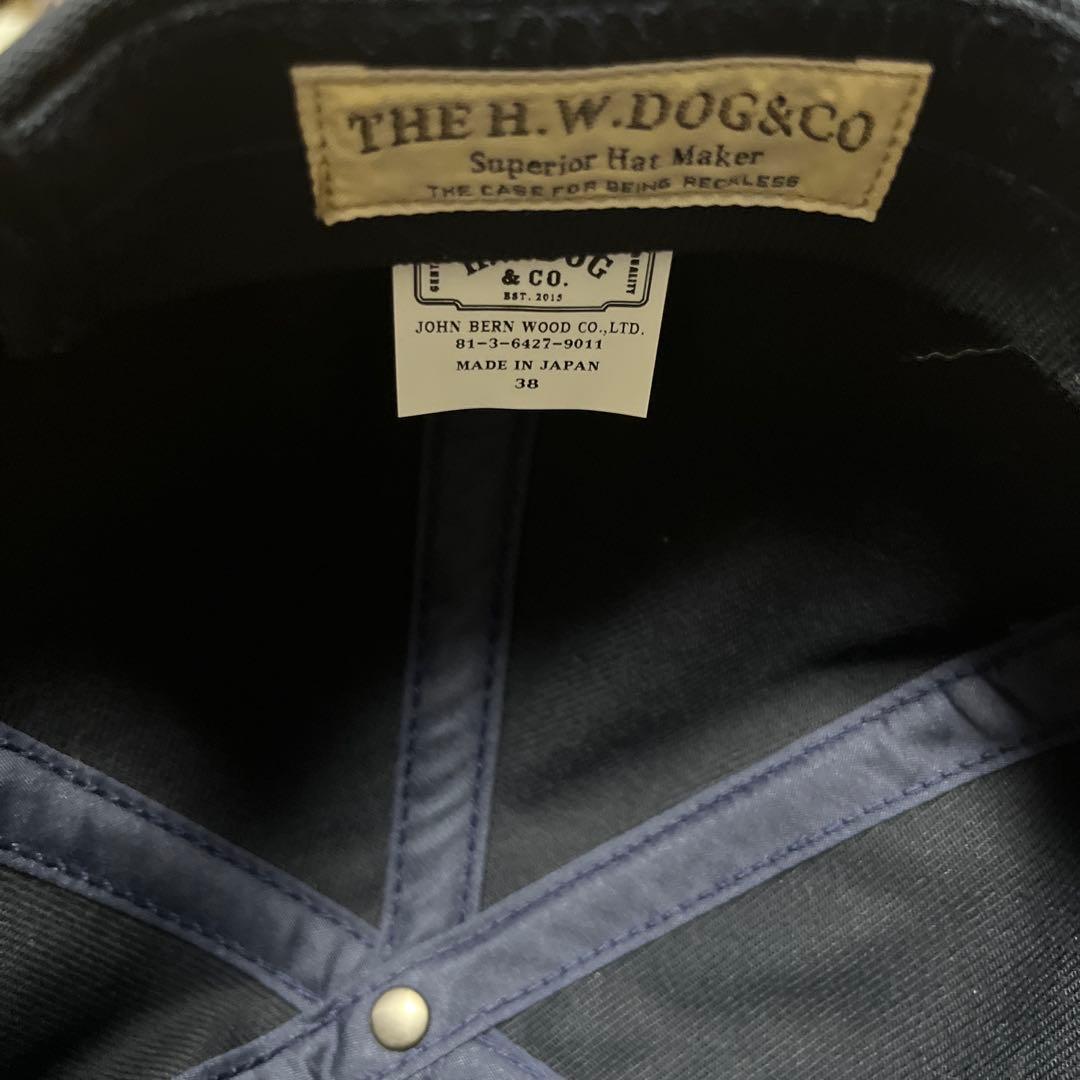 THE H.W.DOG&CO
Superior Hat Maker
THE CASE FOR BEING RECKLESS
DOG
& CO.
EST. 2015
JOHN BERN WOOD CO.,LTD.
81-3-6427-9011
MADE IN JAPAN
38